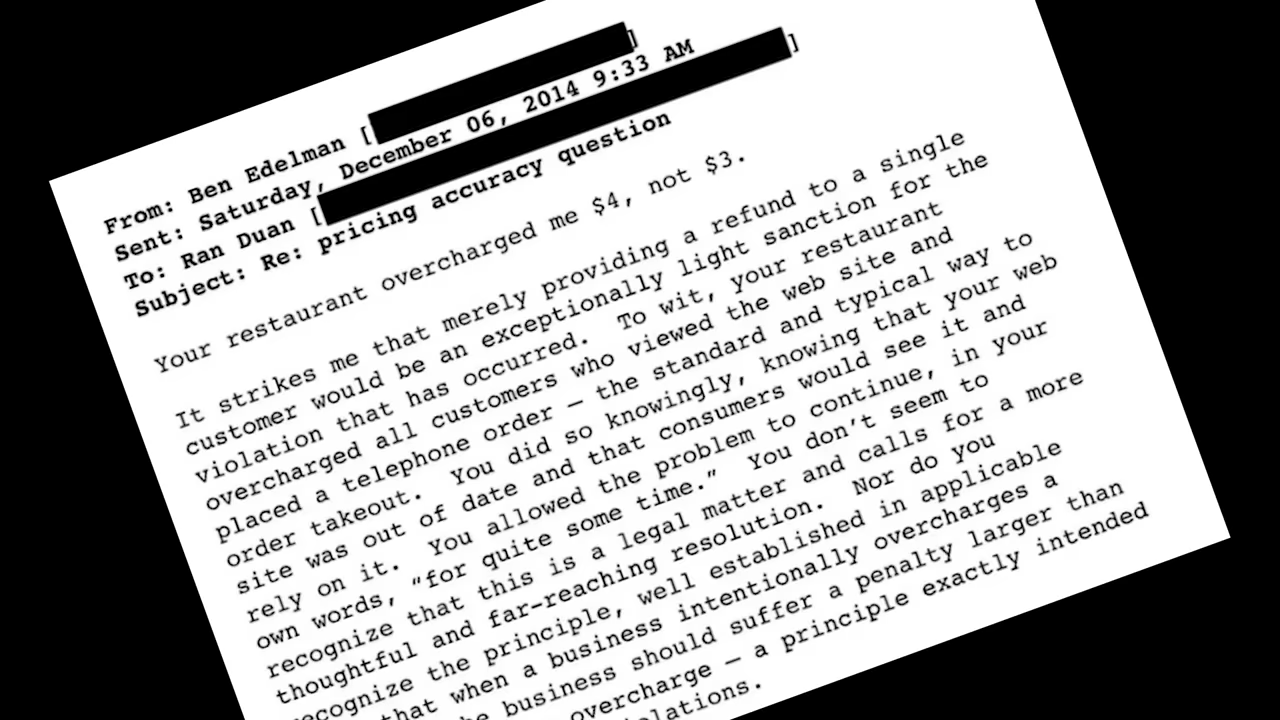 From: Ben Edelman [ ]
Sent: Saturday, December 06, 2014 9:33 AM
To: Ran Duan [ ]
Subject: Re: pricing accuracy question
Your restaurant overcharged me $4, not $3.
It strikes me that merely providing a refund to a single
customer would be an exceptionally light sanction for the
violation that has occurred. To wit, your restaurant
overcharged all customers who viewed the web site and
placed a telephone order – the standard and typical way to
order takeout. You did so knowingly, knowing that your web
site was out of date and that consumers would see it and
rely on it. You allowed the problem to continue, in your
own words, "for quite some time." You don't seem to
recognize that this is a legal matter and calls for a more
thoughtful and far-reaching resolution. Nor do you
recognize the principle, well established in applicable
that when a business intentionally overcharges a
business should suffer a penalty larger than
overcharge – a principle exactly intended